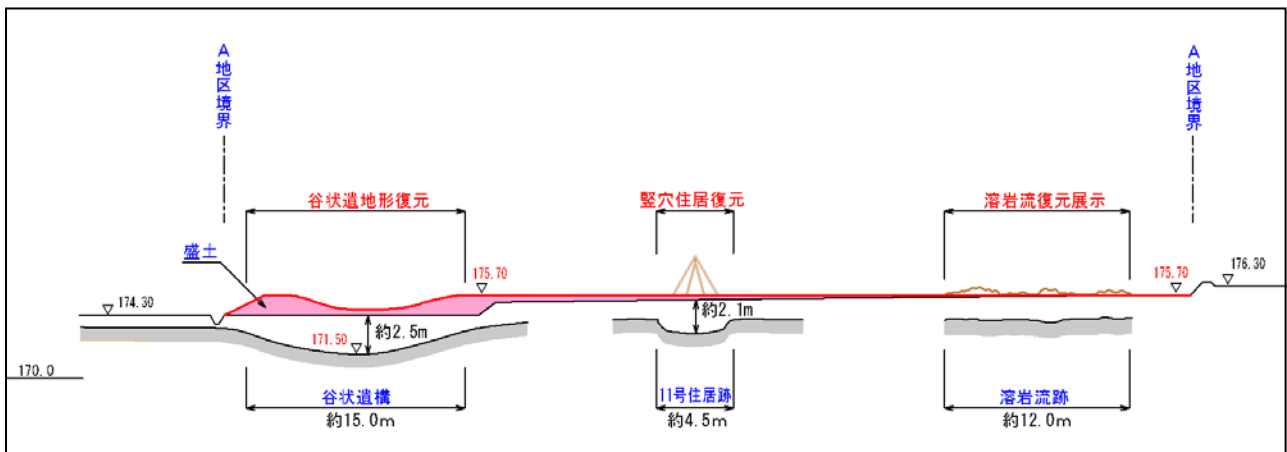 A地区境界
A地区境界
谷状遺地形復元
竪穴住居復元
溶岩流復元展示
盛土
175.70
175.70
176.30
174.30
約2.5m
約2.1m
171.50
170.0
谷状遺構
約15.0m
11号住居跡
約4.5m
溶岩流跡
約12.0m